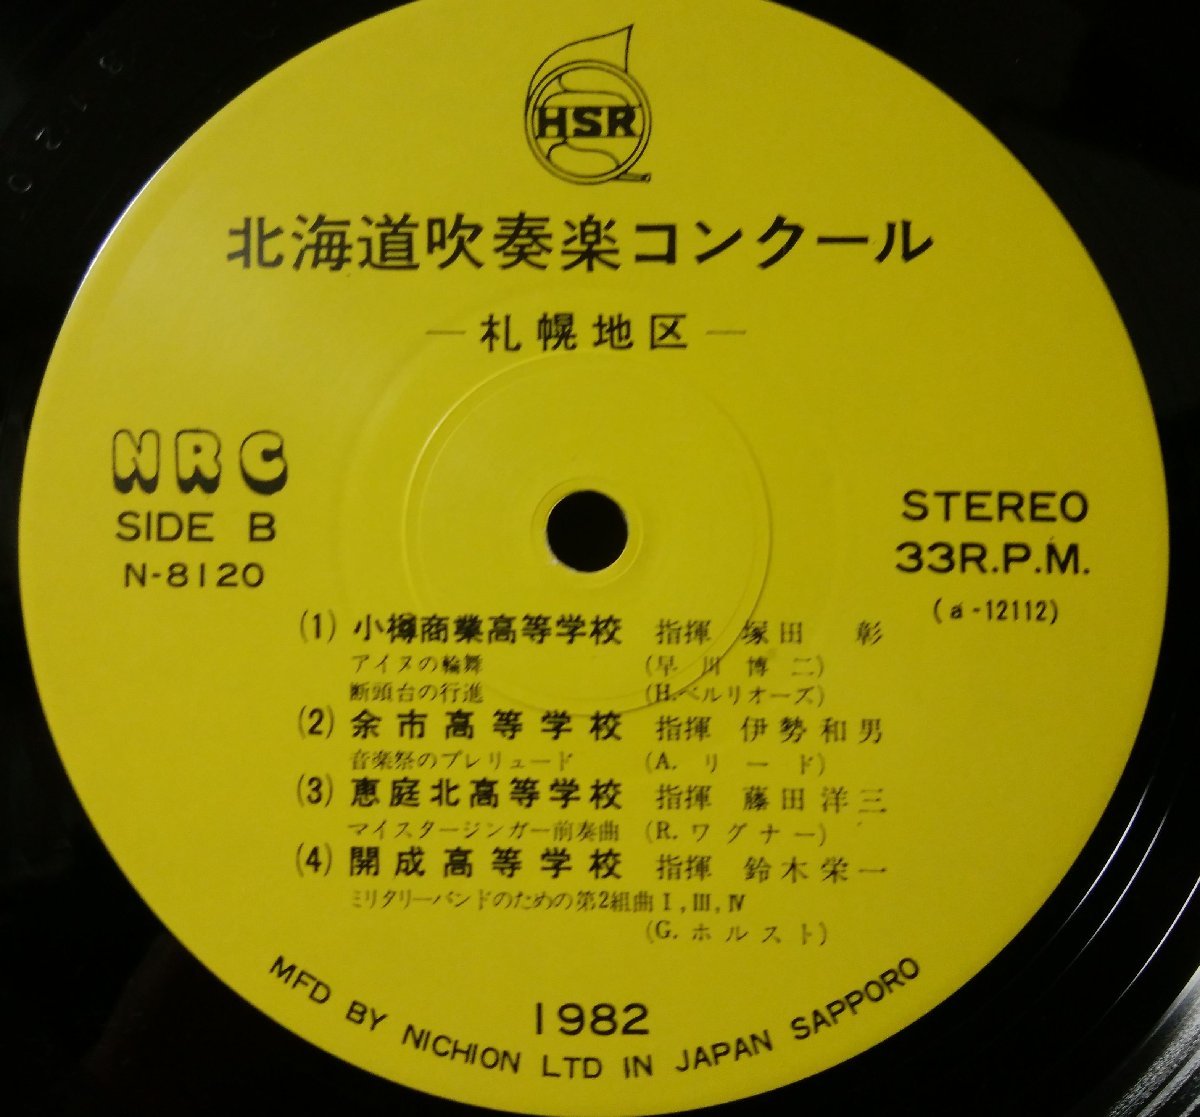 HSR
北海道吹奏楽コンクール
—札幌地区—
NRC
SIDE B
N-8120
STEREO
33R.P.M.
(a-12112)
(1) 小樽商業高等学校 指揮 塚田 彰
アイヌの輪舞 (早川博二)
断頭台の行進 (H.ベルリオーズ)
(2) 余市高等学校 指揮 伊勢和男
音楽祭のプレリュード (A.リード)
(3) 恵庭北高等学校 指揮 藤田洋三
マイスタージンガー前奏曲 (R.ワグナー)
(4) 開成高等学校 指揮 鈴木栄一
ミリタリーバンドのための第2組曲 I,III,IV
(G.ホルスト)
1982
MFD BY NICHION LTD IN JAPAN SAPPORO